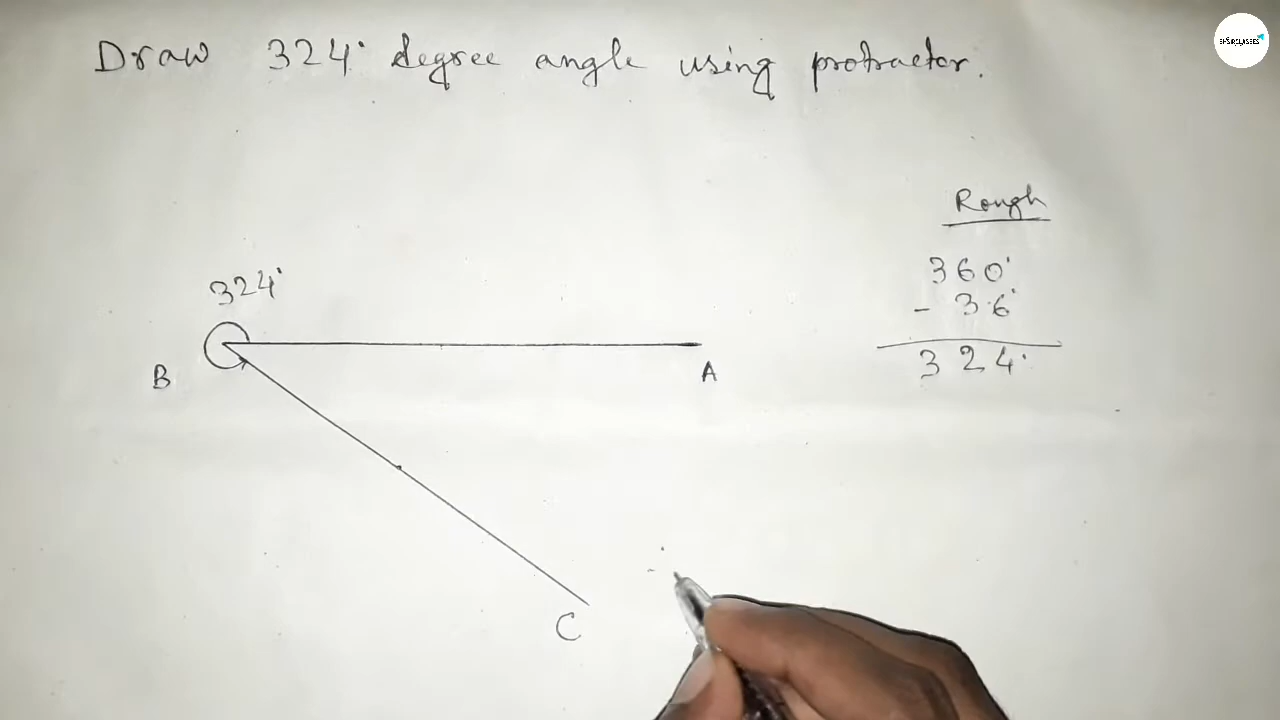 Draw 324° degree angle using protractor.
Rough
360°
- 36°
324°
324°
B
A
C